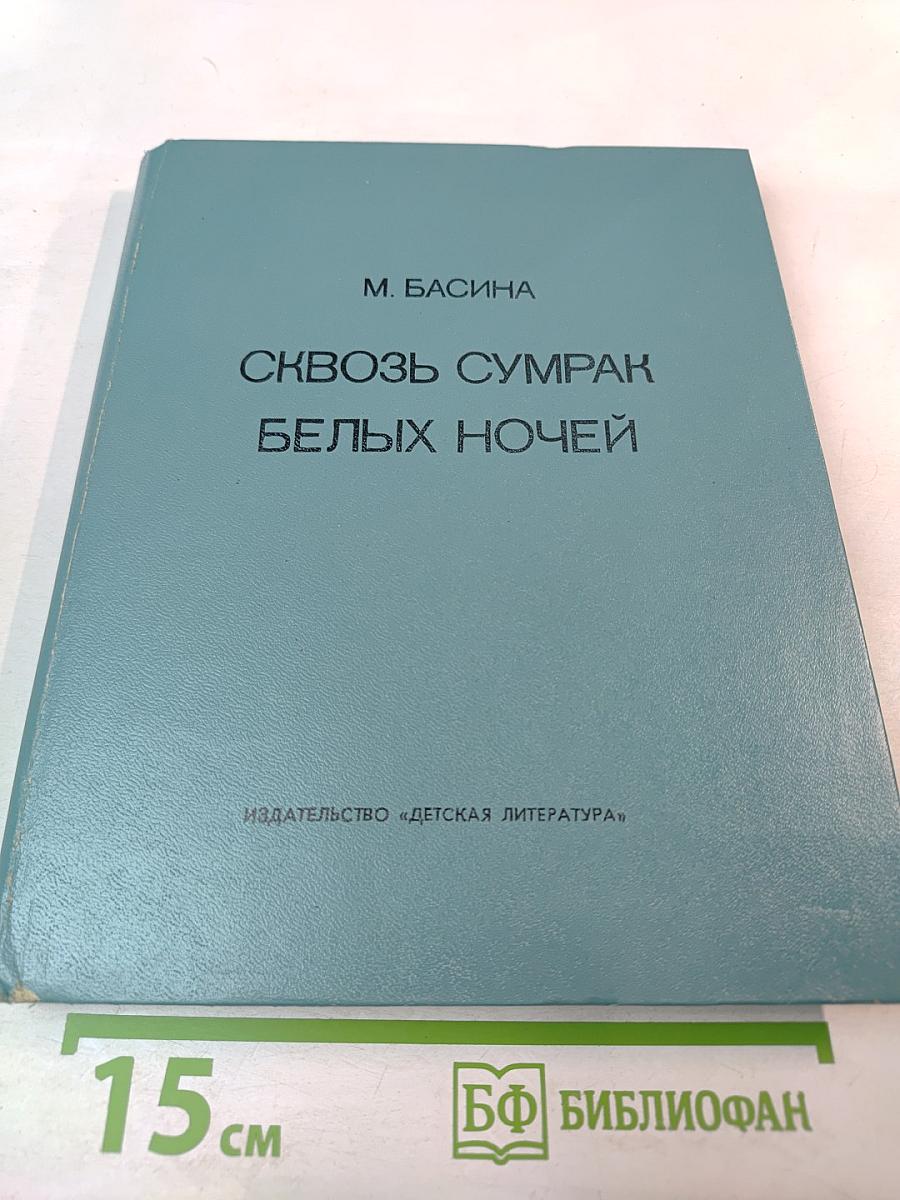 М. БАСИНА
СКВОЗЬ СУМРАК
БЕЛЫХ НОЧЕЙ
ИЗДАТЕЛЬСТВО «ДЕТСКАЯ ЛИТЕРАТУРА»
15 см
БФ БИБЛИОФАН